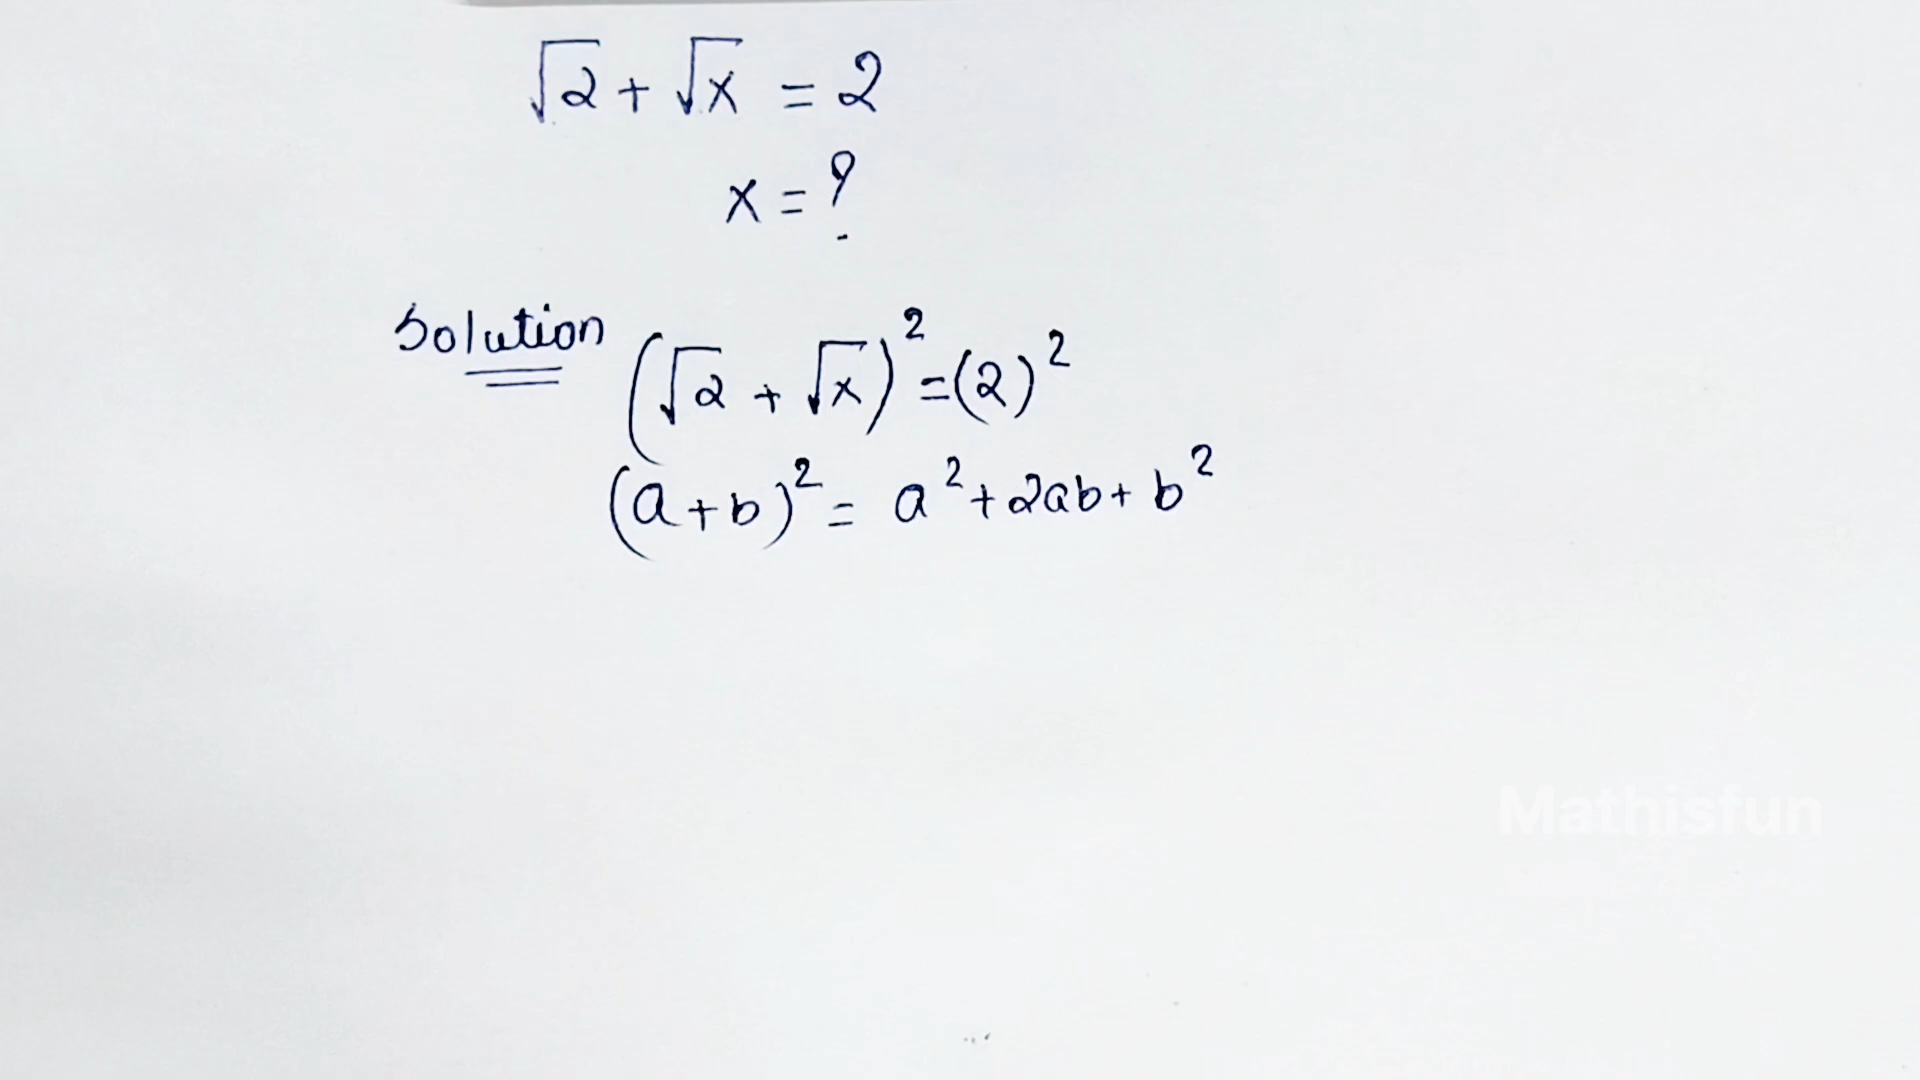 √2 + √x = 2
x = ?
Solution
(√2 + √x)² = (2)²
(a+b)² = a² + 2ab + b²
Mathisfun